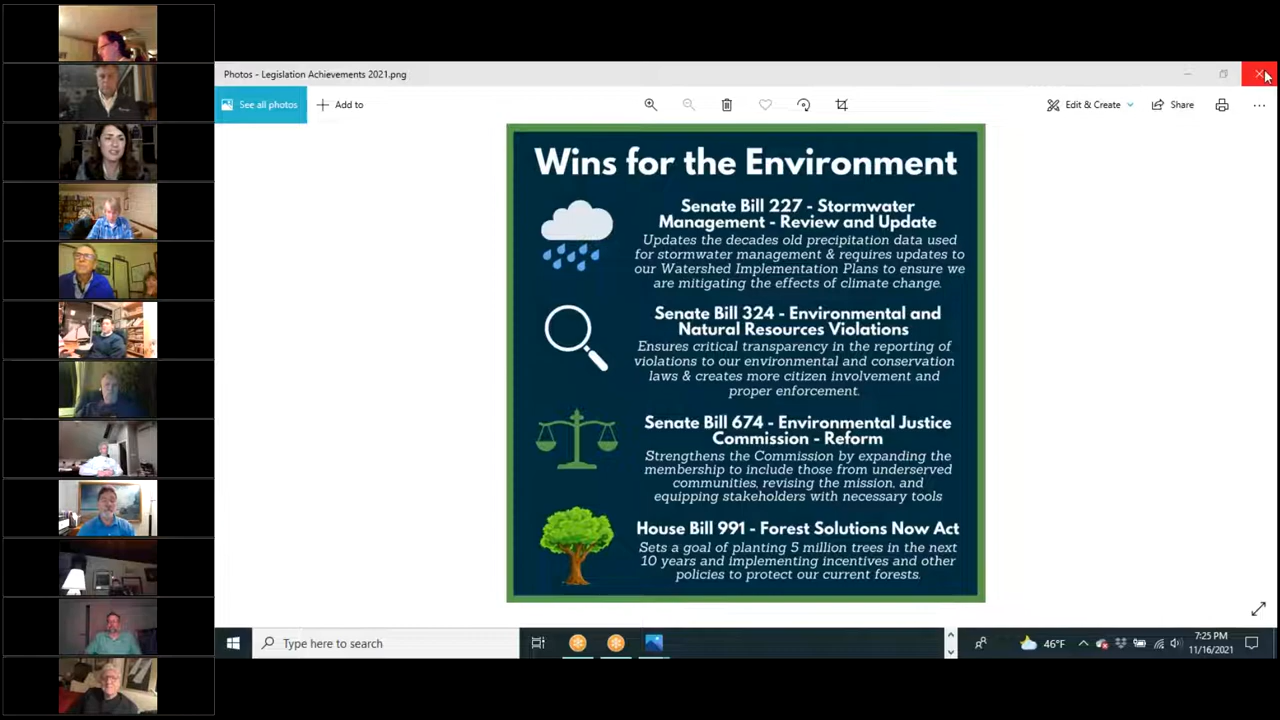 Photos - Legislation Achievements 2021.png
See all photos
Add to
Edit & Create
Share
Wins for the Environment
Senate Bill 227 - Stormwater
Management - Review and Update
Updates the decades old precipitation data used
for stormwater management & requires updates to
our Watershed Implementation Plans to ensure we
are mitigating the effects of climate change.
Senate Bill 324 - Environmental and
Natural Resources Violations
Ensures critical transparency in the reporting of
violations to our environmental and conservation
laws & creates more citizen involvement and
proper enforcement.
Senate Bill 674 - Environmental Justice
Commission - Reform
Strengthens the Commission by expanding the
membership to include those from underserved
communities, revising the mission, and
equipping stakeholders with necessary tools
House Bill 991 - Forest Solutions Now Act
Sets a goal of planting 5 million trees in the next
10 years and implementing incentives and other
policies to protect our current forests.
Type here to search
46°F
7:25 PM
11/16/2021